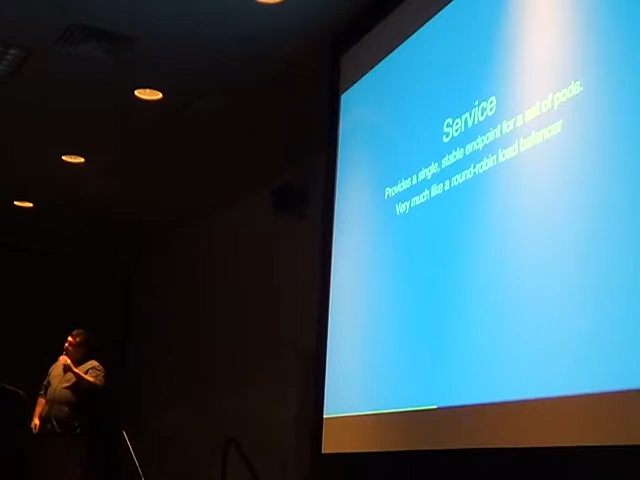 Service
Provides a single, stable endpoint for a set of pods.
Very much like a round-robin load balancer